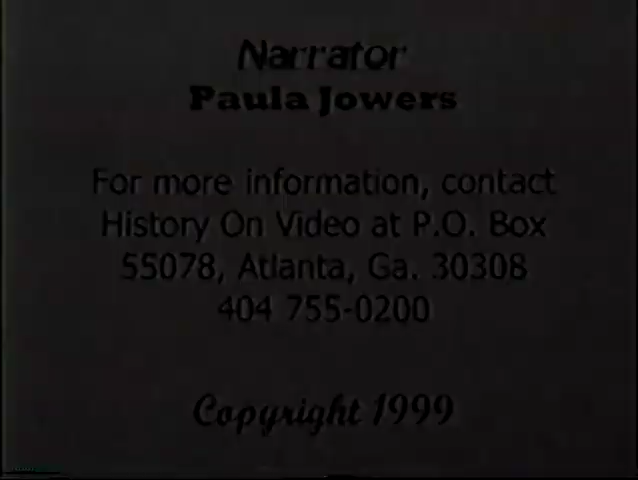 Narrator
Paula Jowers
For more information, contact
History On Video at P.O. Box
55078, Atlanta, Ga. 30308
404 755-0200
Copyright 1999